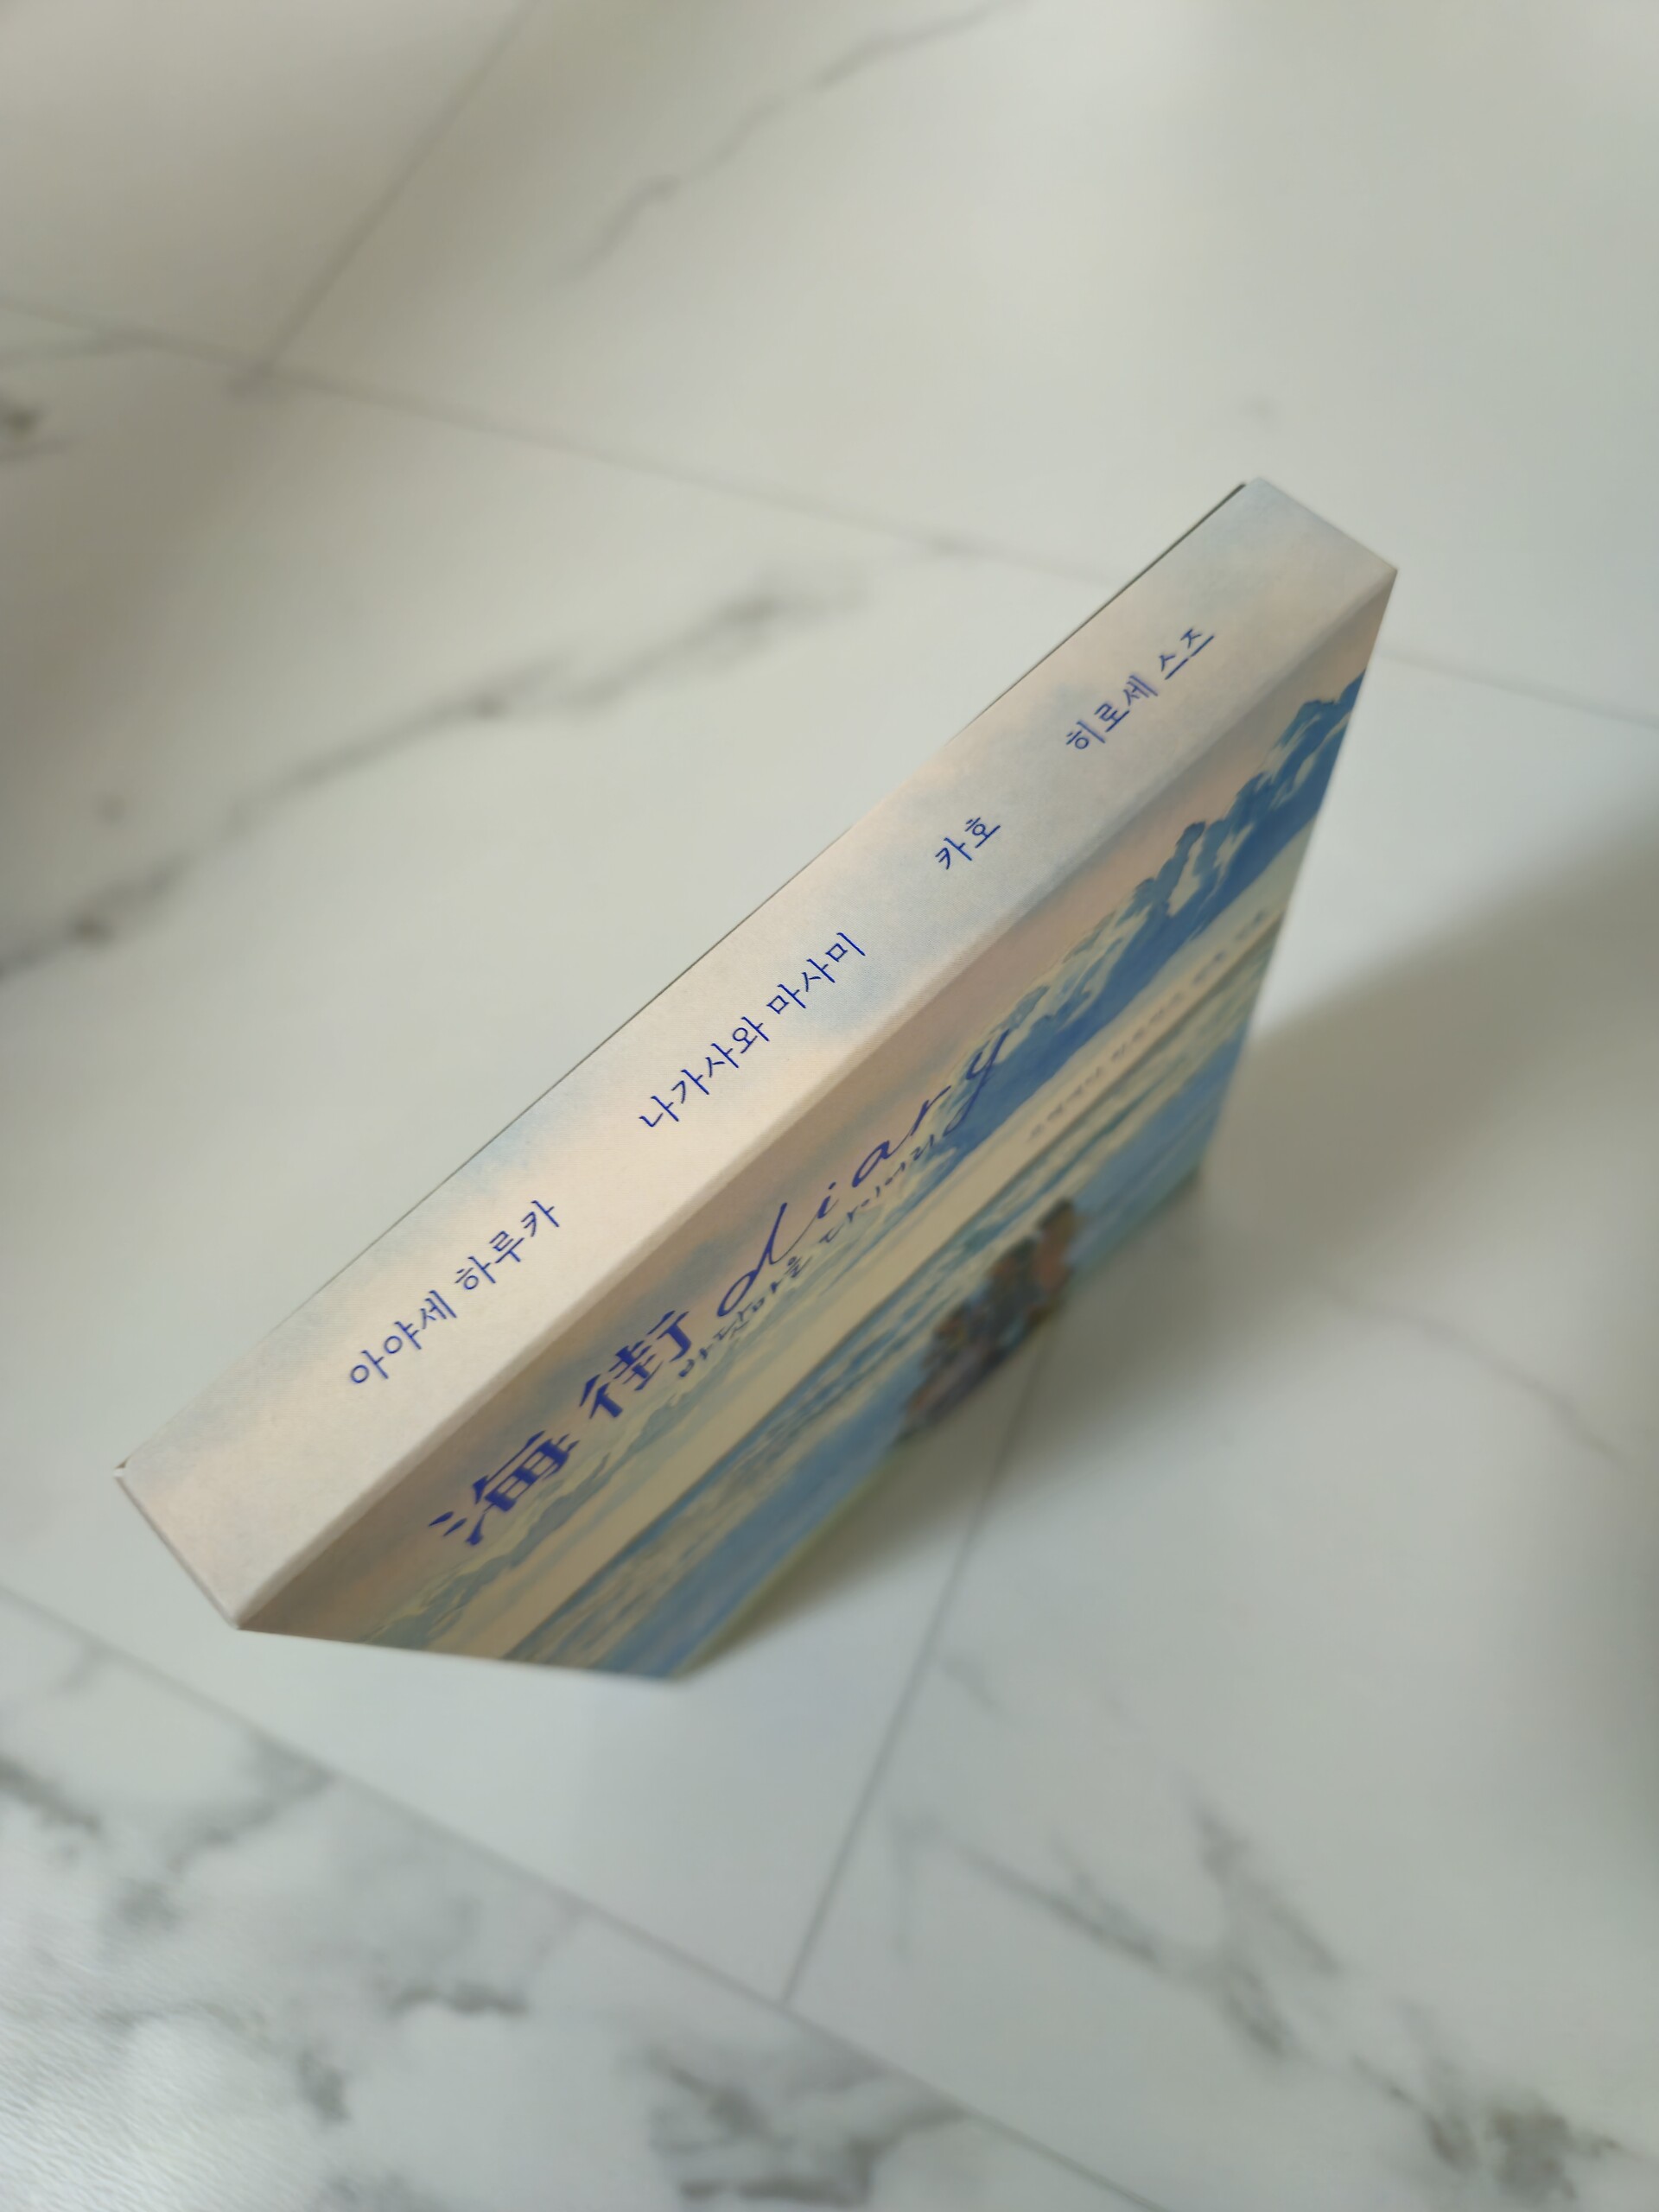 아야세 하루카 나가사와 마사미 카호 히로세 스즈
海街diary
바닷마을 다이어리